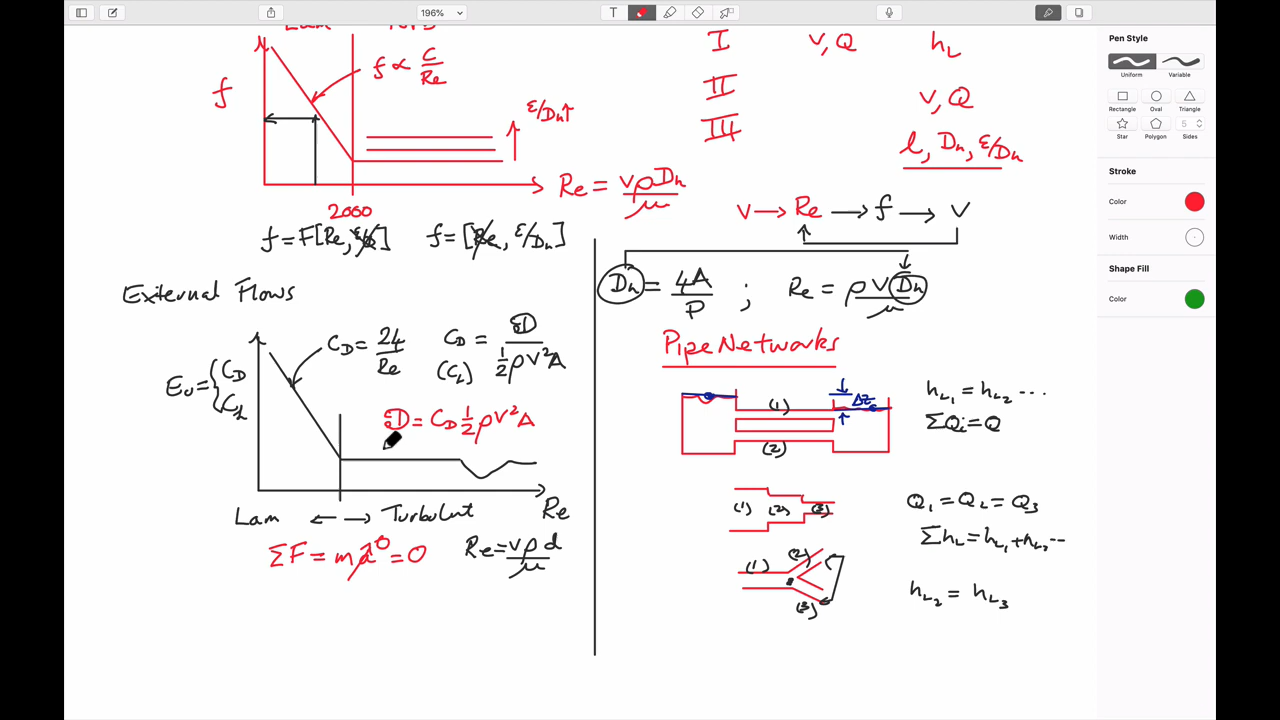 196%
T
Lam Turb
f
f ∝ C/Re
ε/Dₕ↑
2000
Re = vρDₕ/μ
f = F[Re, ε/D] f = [Re, ε/Dₕ]
I v,Q hL
II v,Q
III l, Dₕ, ε/Dₕ
V → Re → f → V
Dₕ = 4A/P ; Re = ρVDₕ/μ
External Flows
Eu = { CD CL
CD = 24/Re
CD (CL) = D/(½ρv²A)
D = CD ½ρv²A
Lam ← → Turbulent Re
ΣF = ma⁰ = 0
Re = vρd/μ
Pipe Networks
(1)
(2)
ΔZ
hL₁ = hL₂ ...
ΣQi = Q
(1) (2) (3)
Q₁ = Q₂ = Q₃
ΣhL = hL₁ + hL₂ --
(1) (2)
(3)
hL₂ = hL₃
Pen Style
Uniform Variable
Rectangle Oval Triangle
5
Star Polygon Sides
Stroke
Color
Width
Shape Fill
Color